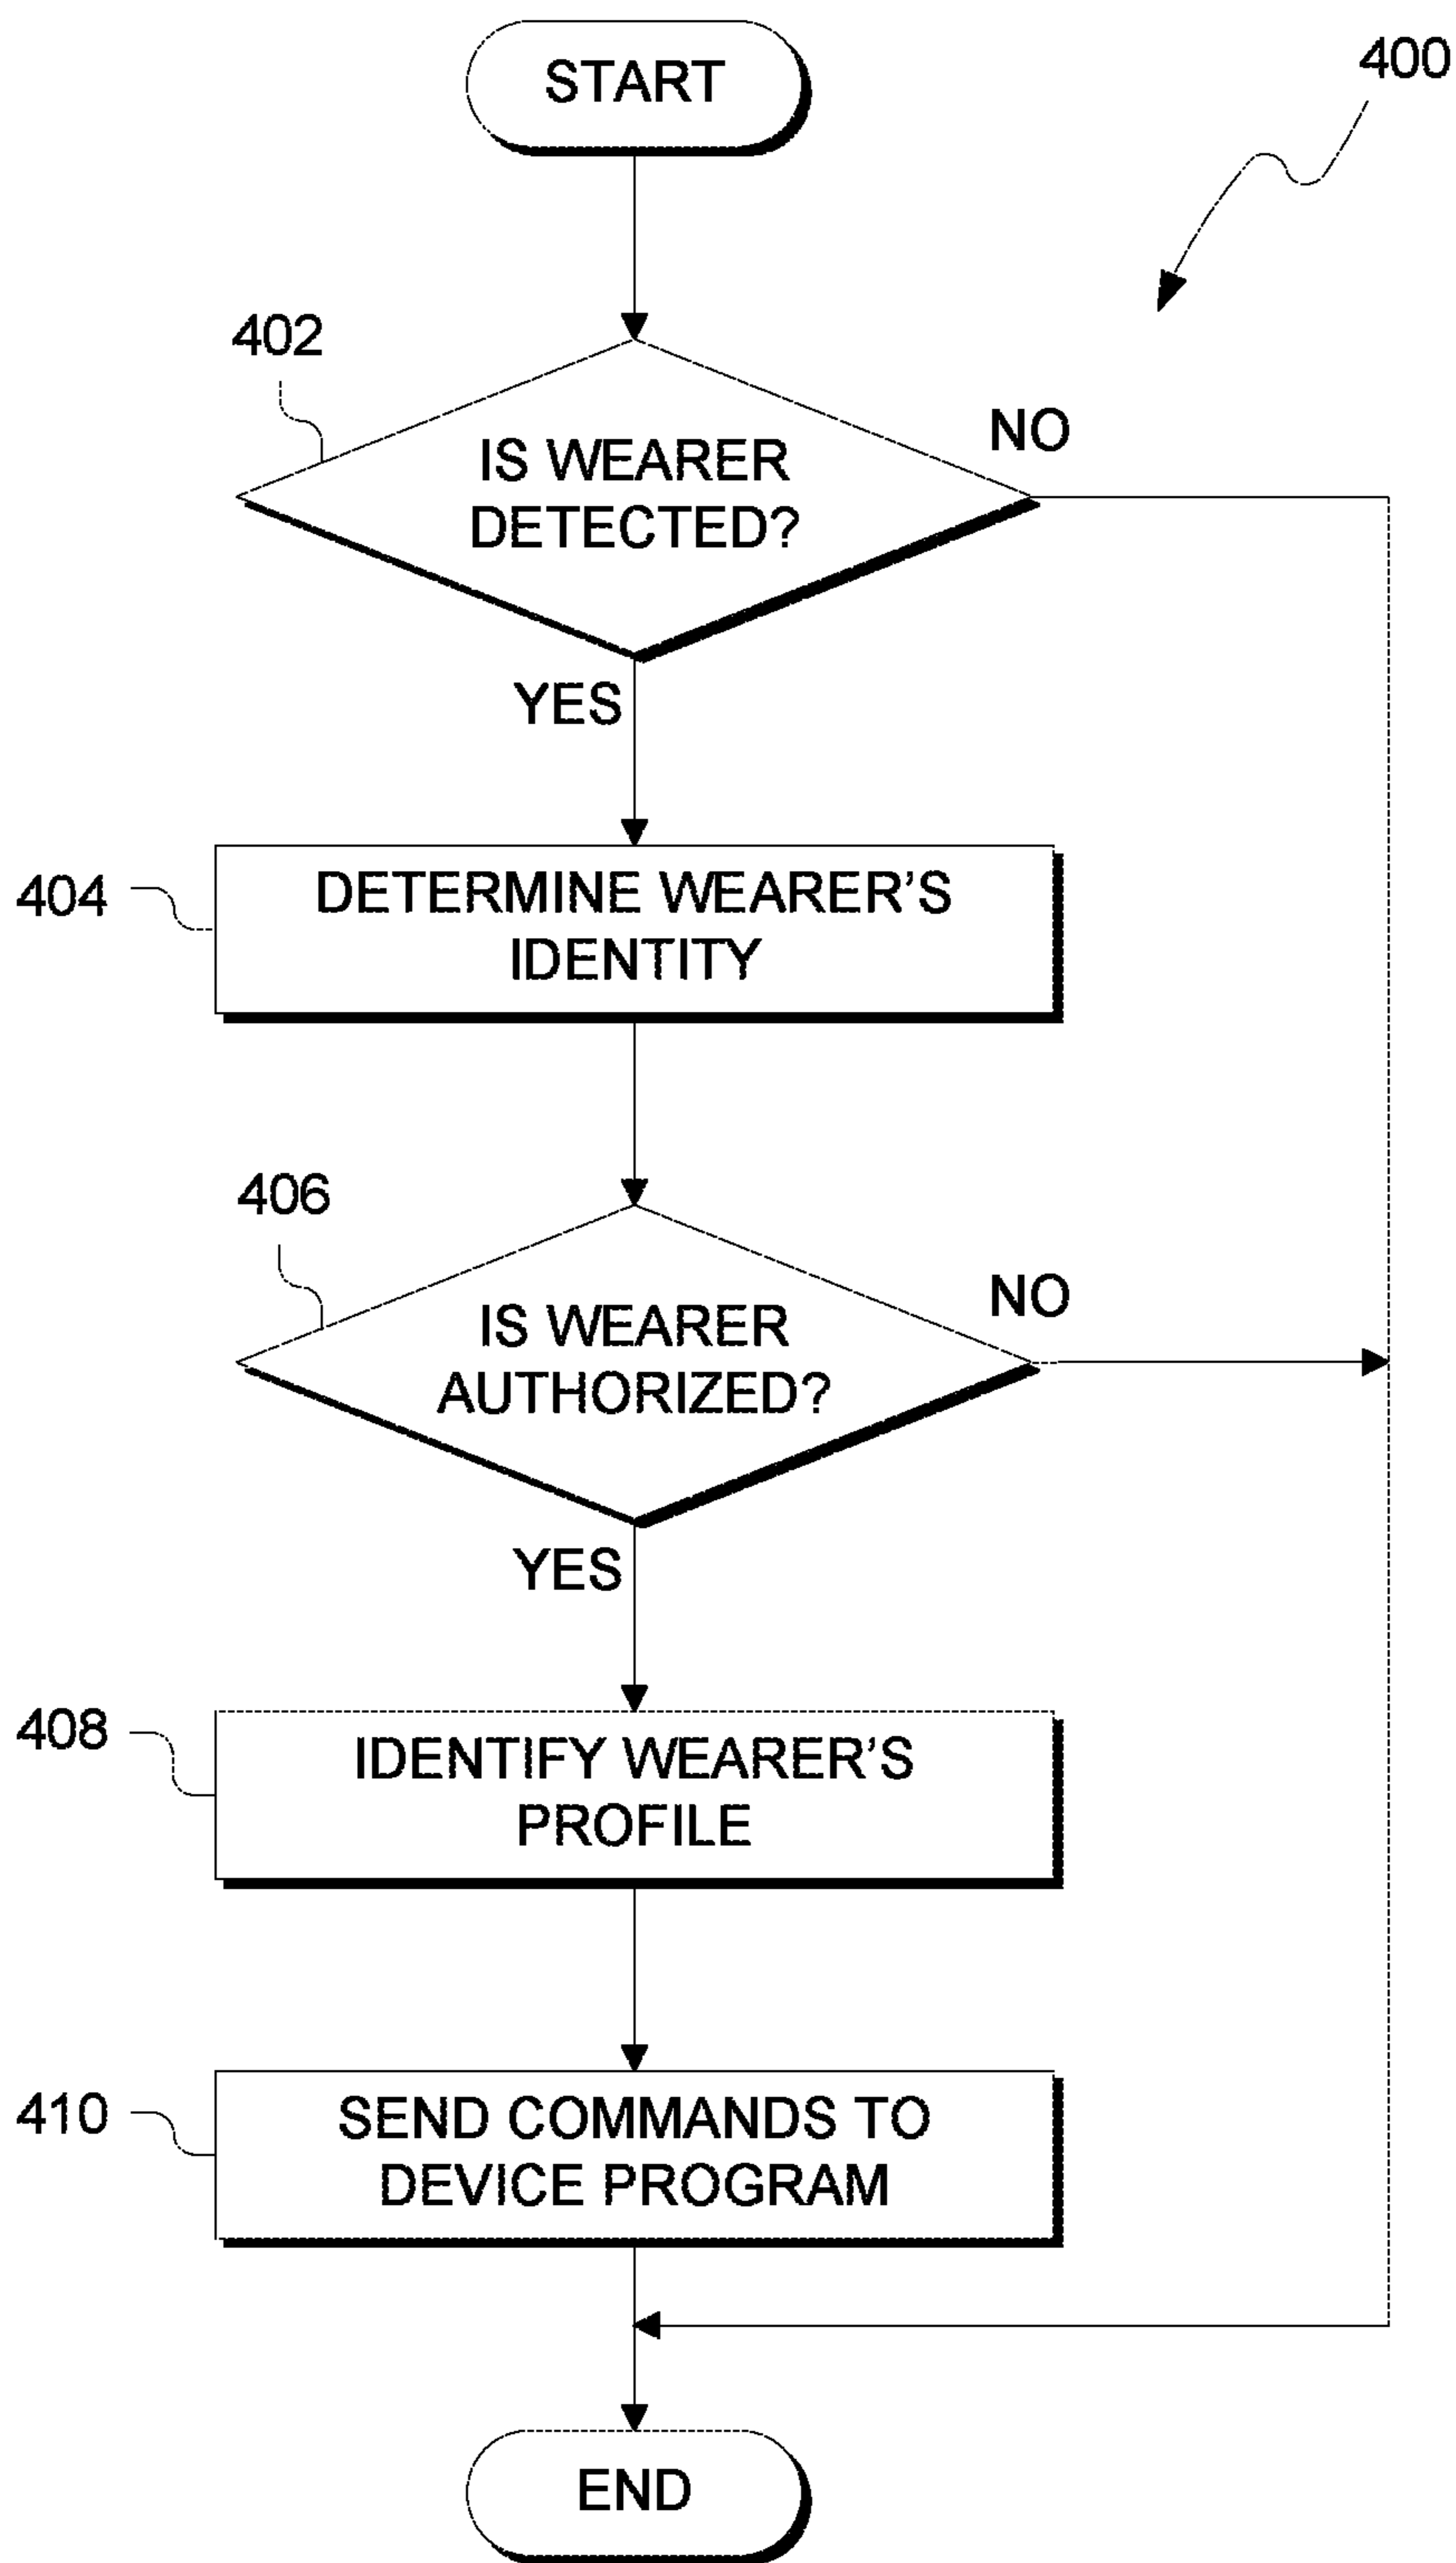 START
400
402
IS WEARER
DETECTED?
NO
YES
404
DETERMINE WEARER'S
IDENTITY
406
IS WEARER
AUTHORIZED?
NO
YES
408
IDENTIFY WEARER'S
PROFILE
410
SEND COMMANDS TO
DEVICE PROGRAM
END